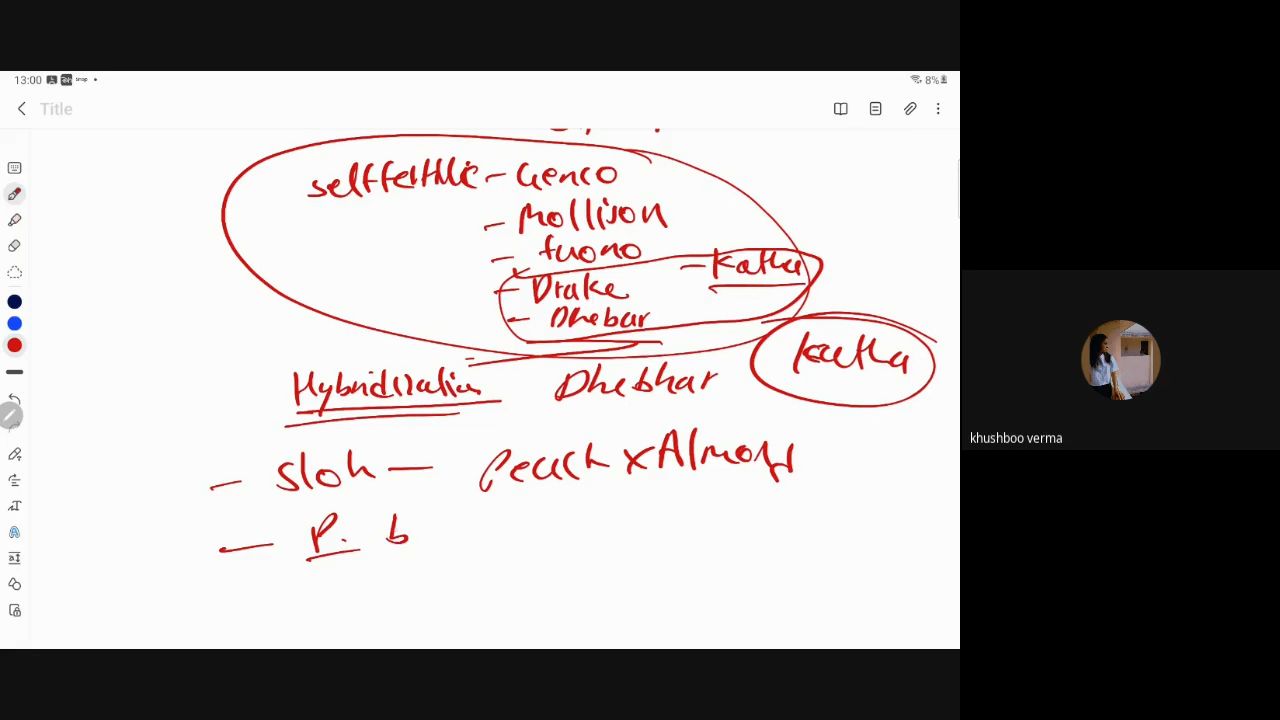 13:00 8%
Title
selffertile - Genco
- Mollison
- fuono
- Katha
- Drake
- Dhebar
Katha
Hybridization Dhebhar
- Sloh - Peach x Almond
- P. b
khushboo verma